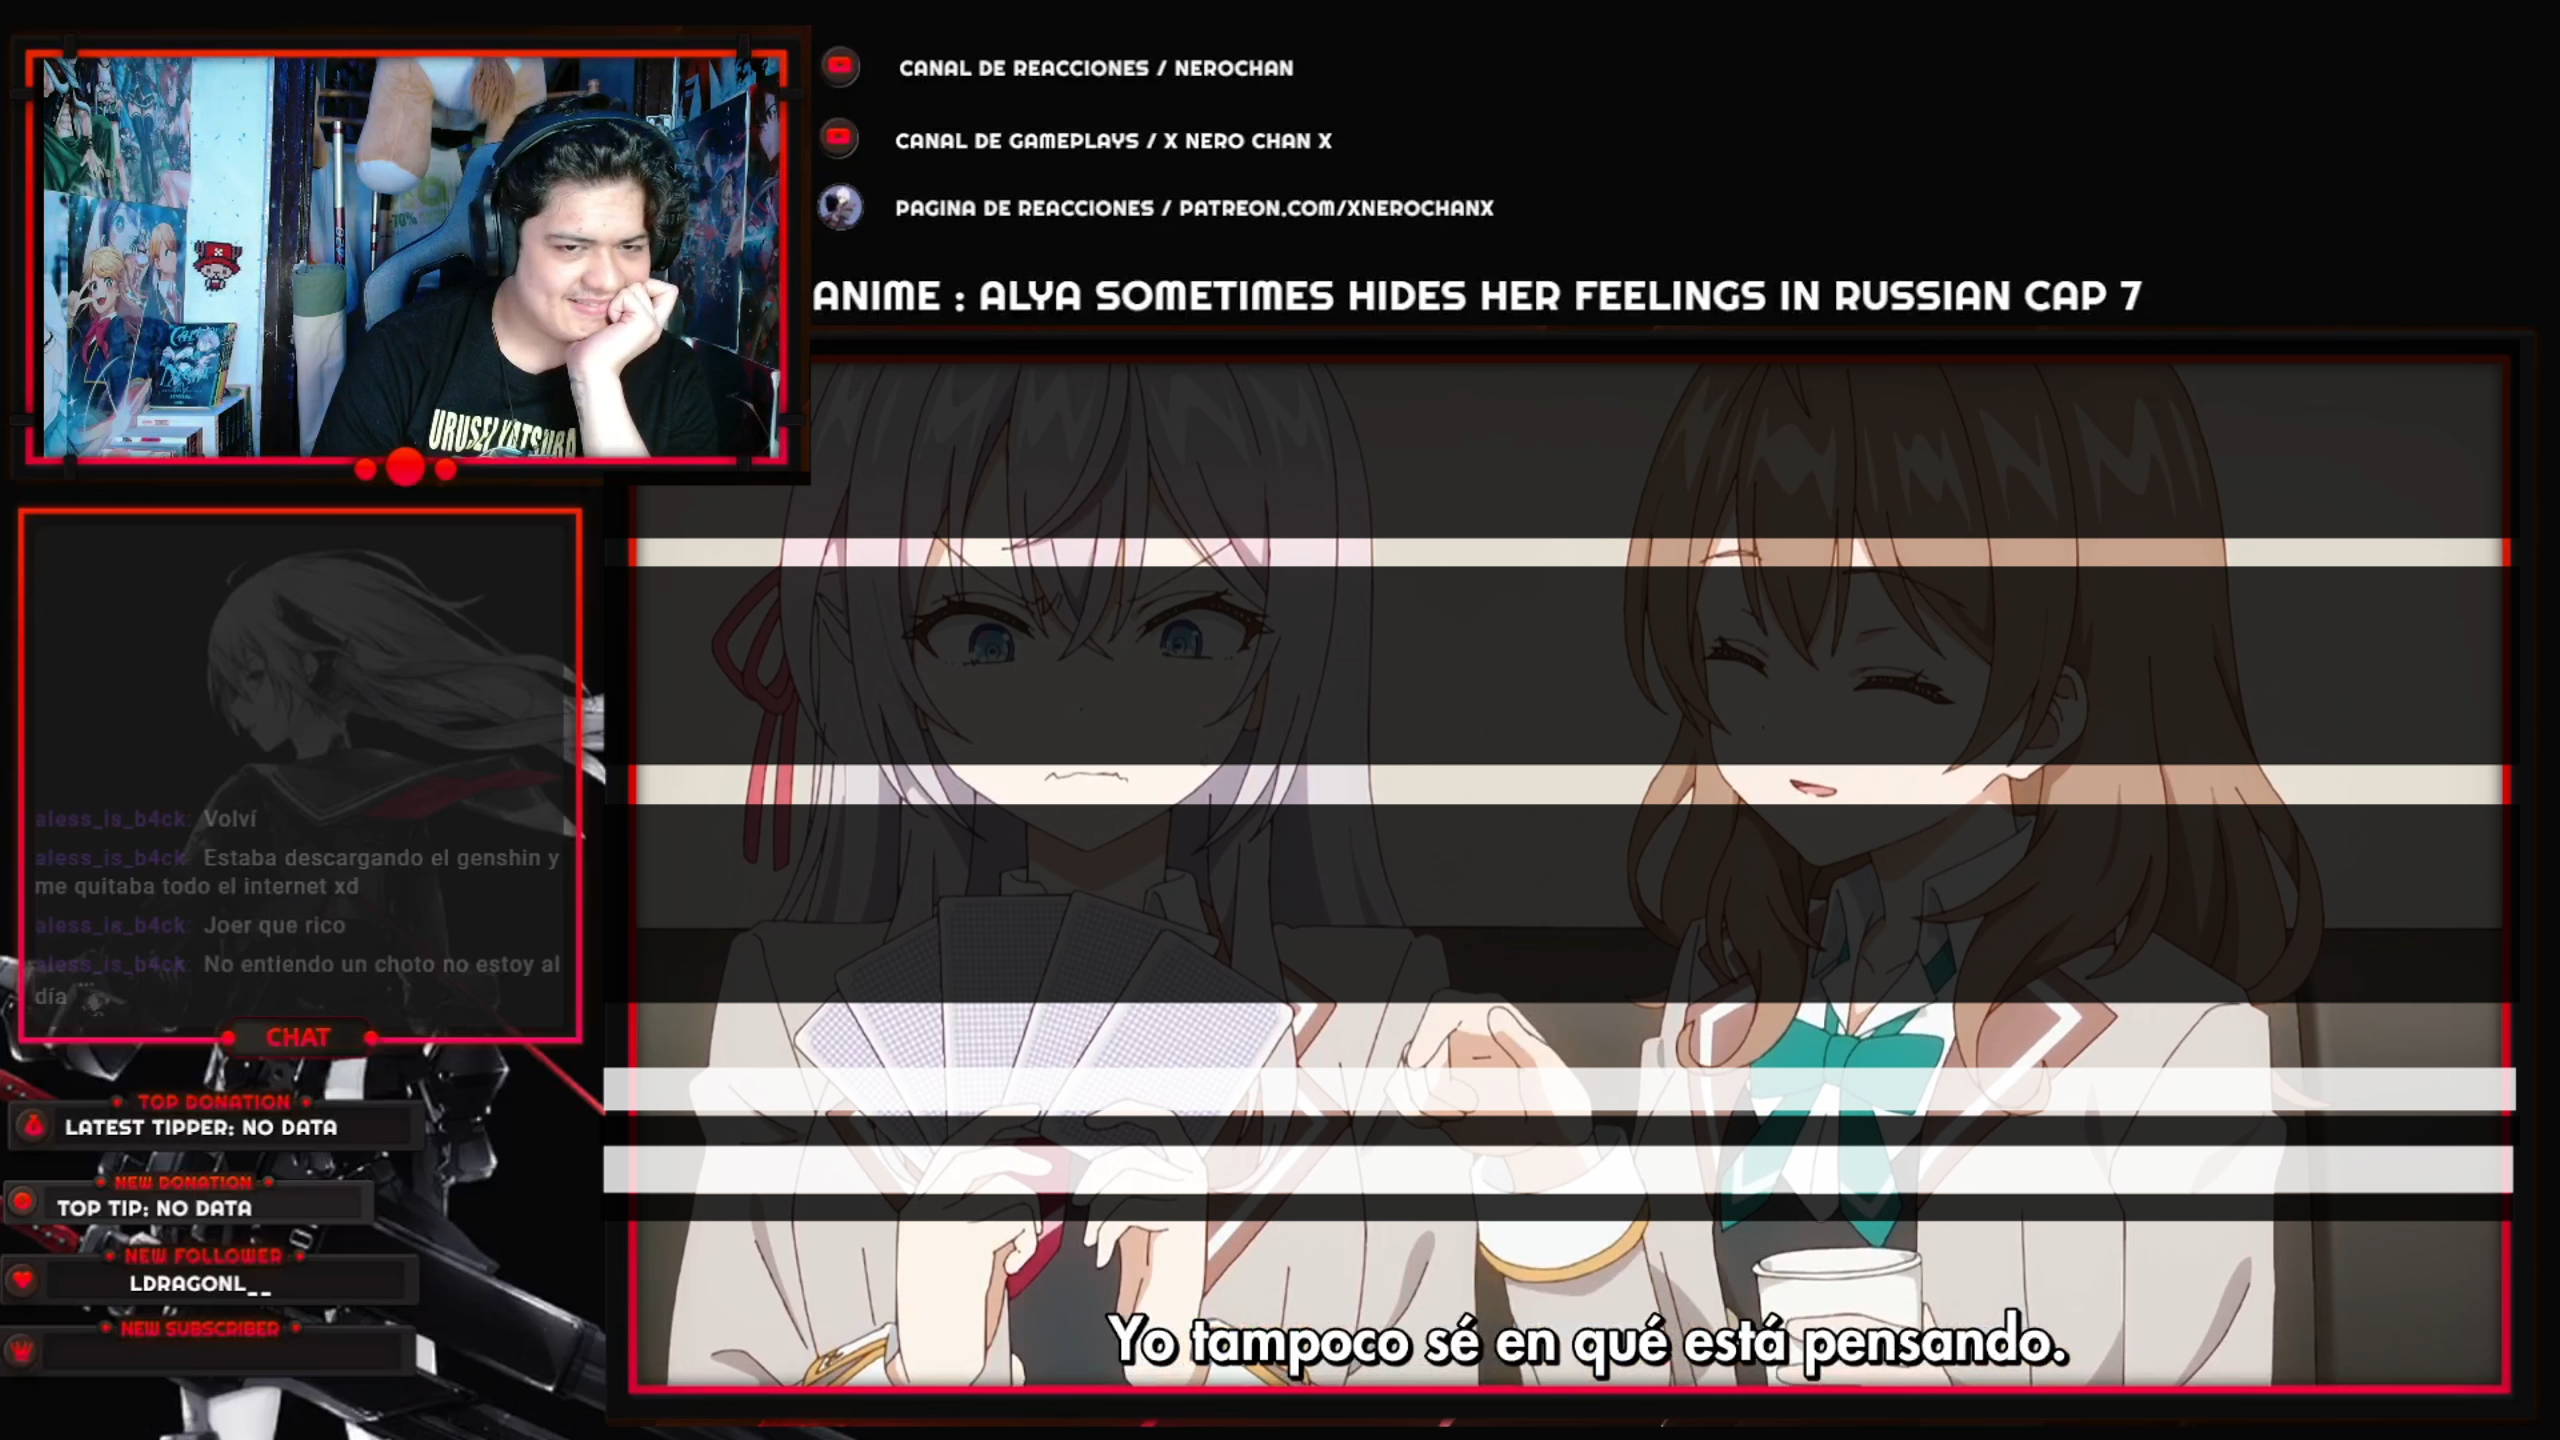 CANAL DE REACCIONES / NEROCHAN
CANAL DE GAMEPLAYS / X NERO CHAN X
PAGINA DE REACCIONES / PATREON.COM/XNEROCHANX
ANIME : ALYA SOMETIMES HIDES HER FEELINGS IN RUSSIAN CAP 7
-70%
URUSEI YATSURA
aless_is_b4ck: Volví
aless_is_b4ck: Estaba descargando el genshin y
me quitaba todo el internet xd
aless_is_b4ck: Joer que rico
aless_is_b4ck: No entiendo un choto no estoy al
día
CHAT
TOP DONATION
LATEST TIPPER: NO DATA
NEW DONATION
TOP TIP: NO DATA
NEW FOLLOWER
LDRAGONL__
NEW SUBSCRIBER
Yo tampoco sé en qué está pensando.